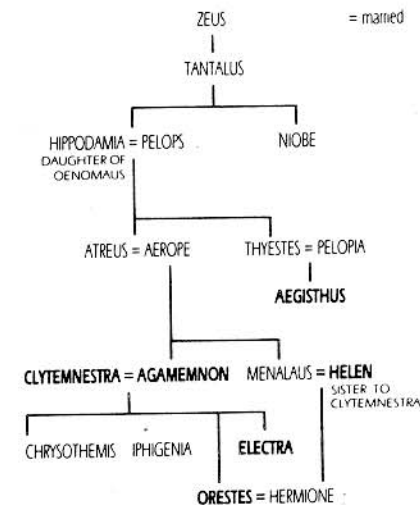 ZEUS = married
TANTALUS
HIPPODAMIA = PELOPS NIOBE
DAUGHTER OF
OENOMAUS
ATREUS = AEROPE THYESTES = PELOPIA
AEGISTHUS
CLYTEMNESTRA = AGAMEMNON MENALAUS = HELEN
SISTER TO
CLYTEMNESTRA
CHRYSOTHEMIS IPHIGENIA ELECTRA
ORESTES = HERMIONE